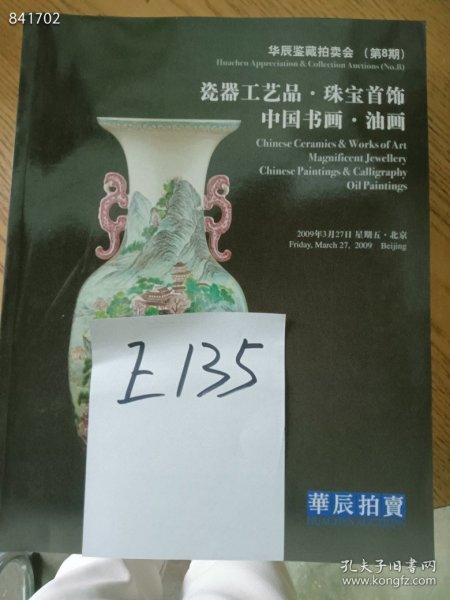 841702
华辰鉴藏拍卖会 (第8期)
Huachen Appreciation & Collection Auctions (No.8)
瓷器工艺品·珠宝首饰
中国书画·油画
Chinese Ceramics & Works of Art
Magnificent Jewellery
Chinese Paintings & Calligraphy
Oil Paintings
2009年3月27日 星期五·北京
Friday, March 27, 2009 Beijing
E135
華辰拍賣
HUACHEN AUCTIONS
孔夫子旧书网
www.kongfz.com